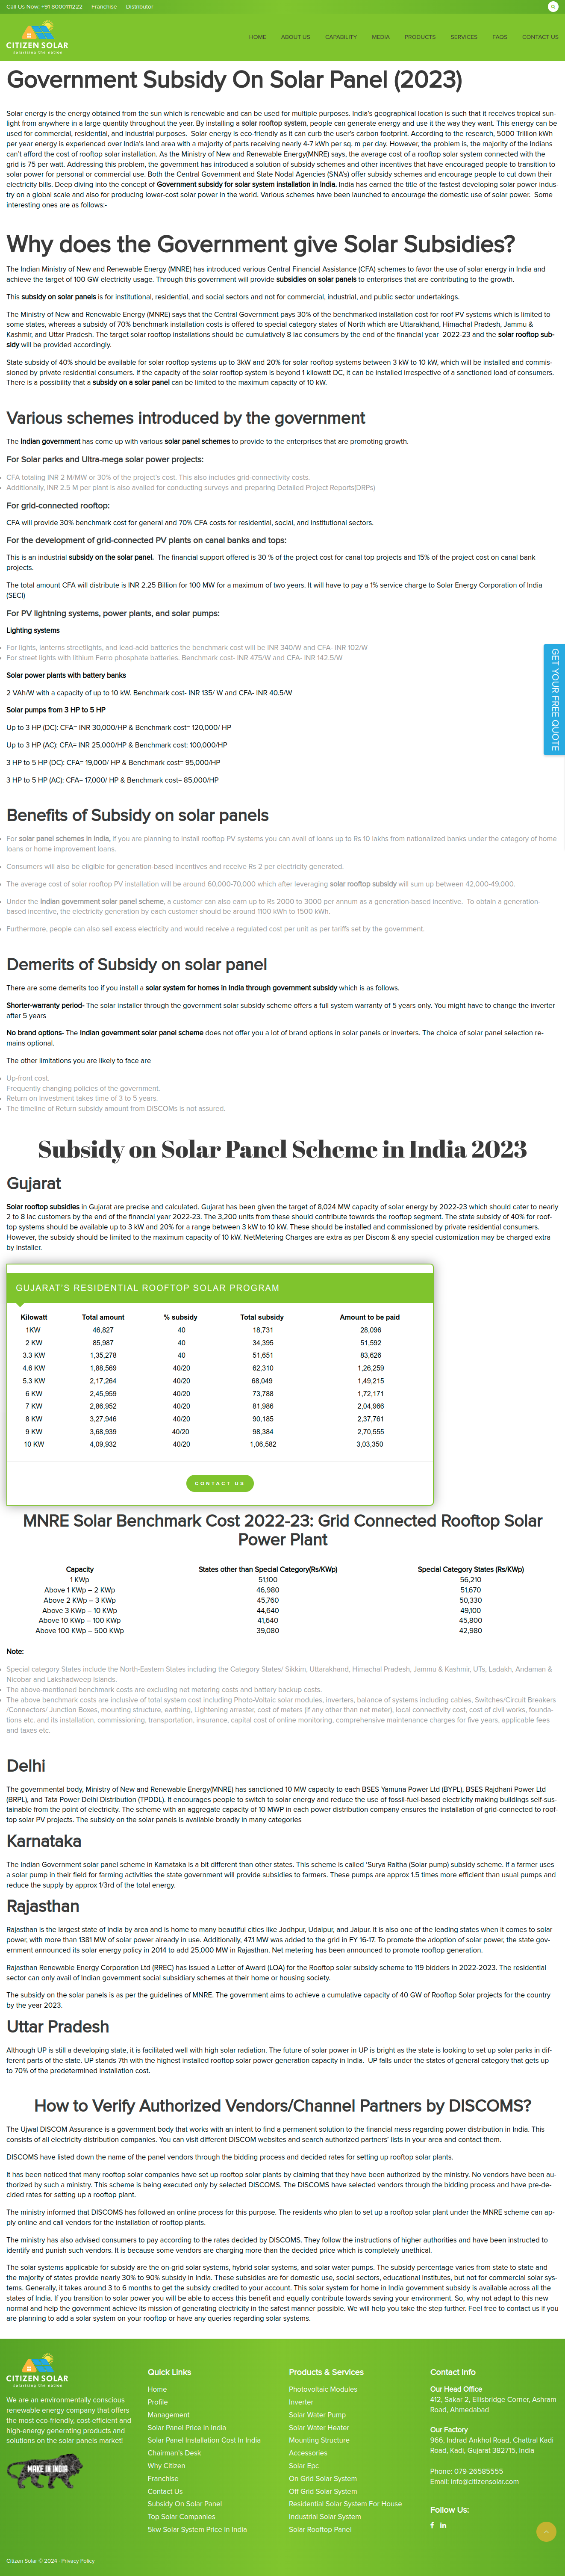 Call Us Now: +91 8000111222 Franchise Distributor
CITIZEN SOLAR
solarizing the nation
HOME ABOUT US CAPABILITY MEDIA PRODUCTS SERVICES FAQS CONTACT US
Government Subsidy On Solar Panel (2023)
Solar energy is the energy obtained from the sun which is renewable and can be used for multiple purposes. India's geographical location is such that it receives tropical sun-
light from anywhere in a large quantity throughout the year. By installing a solar rooftop system, people can generate energy and use it the way they want. This energy can be
used for commercial, residential, and industrial purposes. Solar energy is eco-friendly as it can curb the user's carbon footprint. According to the research, 5000 Trillion kWh
per year energy is experienced over India's land area with a majority of parts receiving nearly 4-7 kWh per sq. m per day. However, the problem is, the majority of the Indians
can't afford the cost of rooftop solar installation. As the Ministry of New and Renewable Energy(MNRE) says, the average cost of a rooftop solar system connected with the
grid is 75 per watt. Addressing this problem, the government has introduced a solution of subsidy schemes and other incentives that have encouraged people to transition to
solar power for personal or commercial use. Both the Central Government and State Nodal Agencies (SNA's) offer subsidy schemes and encourage people to cut down their
electricity bills. Deep diving into the concept of Government subsidy for solar system installation in India. India has earned the title of the fastest developing solar power indus-
try on a global scale and also for producing lower-cost solar power in the world. Various schemes have been launched to encourage the domestic use of solar power. Some
interesting ones are as follows:-
Why does the Government give Solar Subsidies?
The Indian Ministry of New and Renewable Energy (MNRE) has introduced various Central Financial Assistance (CFA) schemes to favor the use of solar energy in India and
achieve the target of 100 GW electricity usage. Through this government will provide subsidies on solar panels to enterprises that are contributing to the growth.
This subsidy on solar panels is for institutional, residential, and social sectors and not for commercial, industrial, and public sector undertakings.
The Ministry of New and Renewable Energy (MNRE) says that the Central Government pays 30% of the benchmarked installation cost for roof PV systems which is limited to
some states, whereas a subsidy of 70% benchmark installation costs is offered to special category states of North which are Uttarakhand, Himachal Pradesh, Jammu &
Kashmir, and Uttar Pradesh. The target solar rooftop installations should be cumulatively 8 lac consumers by the end of the financial year 2022-23 and the solar rooftop sub-
sidy will be provided accordingly.
State subsidy of 40% should be available for solar rooftop systems up to 3kW and 20% for solar rooftop systems between 3 kW to 10 kW, which will be installed and commis-
sioned by private residential consumers. If the capacity of the solar rooftop system is beyond 1 kilowatt DC, it can be installed irrespective of a sanctioned load of consumers.
There is a possibility that a subsidy on a solar panel can be limited to the maximum capacity of 10 kW.
Various schemes introduced by the government
The Indian government has come up with various solar panel schemes to provide to the enterprises that are promoting growth.
For Solar parks and Ultra-mega solar power projects:
CFA totaling INR 2 M/MW or 30% of the project's cost. This also includes grid-connectivity costs.
Additionally, INR 2.5 M per plant is also availed for conducting surveys and preparing Detailed Project Reports(DRPs)
For grid-connected rooftop:
CFA will provide 30% benchmark cost for general and 70% CFA costs for residential, social, and institutional sectors.
For the development of grid-connected PV plants on canal banks and tops:
This is an industrial subsidy on the solar panel. The financial support offered is 30 % of the project cost for canal top projects and 15% of the project cost on canal bank
projects.
The total amount CFA will distribute is INR 2.25 Billion for 100 MW for a maximum of two years. It will have to pay a 1% service charge to Solar Energy Corporation of India
(SECI)
For PV lightning systems, power plants, and solar pumps:
Lighting systems
For lights, lanterns streetlights, and lead-acid batteries the benchmark cost will be INR 340/W and CFA- INR 102/W
For street lights with lithium Ferro phosphate batteries. Benchmark cost- INR 475/W and CFA- INR 142.5/W
Solar power plants with battery banks
2 VAh/W with a capacity of up to 10 kW. Benchmark cost- INR 135/ W and CFA- INR 40.5/W
Solar pumps from 3 HP to 5 HP
Up to 3 HP (DC): CFA= INR 30,000/HP & Benchmark cost= 120,000/ HP
Up to 3 HP (AC): CFA= INR 25,000/HP & Benchmark cost: 100,000/HP
3 HP to 5 HP (DC): CFA= 19,000/ HP & Benchmark cost= 95,000/HP
3 HP to 5 HP (AC): CFA= 17,000/ HP & Benchmark cost= 85,000/HP
GET YOUR FREE QUOTE
Benefits of Subsidy on solar panels
For solar panel schemes in India, if you are planning to install rooftop PV systems you can avail of loans up to Rs 10 lakhs from nationalized banks under the category of home
loans or home improvement loans.
Consumers will also be eligible for generation-based incentives and receive Rs 2 per electricity generated.
The average cost of solar rooftop PV installation will be around 60,000-70,000 which after leveraging solar rooftop subsidy will sum up between 42,000-49,000.
Under the Indian government solar panel scheme, a customer can also earn up to Rs 2000 to 3000 per annum as a generation-based incentive. To obtain a generation-
based incentive, the electricity generation by each customer should be around 1100 kWh to 1500 kWh.
Furthermore, people can also sell excess electricity and would receive a regulated cost per unit as per tariffs set by the government.
Demerits of Subsidy on solar panel
There are some demerits too if you install a solar system for homes in India through government subsidy which is as follows.
Shorter-warranty period- The solar installer through the government solar subsidy scheme offers a full system warranty of 5 years only. You might have to change the inverter
after 5 years
No brand options- The Indian government solar panel scheme does not offer you a lot of brand options in solar panels or inverters. The choice of solar panel selection re-
mains optional.
The other limitations you are likely to face are
Up-front cost.
Frequently changing policies of the government.
Return on Investment takes time of 3 to 5 years.
The timeline of Return subsidy amount from DISCOMs is not assured.
Subsidy on Solar Panel Scheme in India 2023
Gujarat
Solar rooftop subsidies in Gujarat are precise and calculated. Gujarat has been given the target of 8,024 MW capacity of solar energy by 2022-23 which should cater to nearly
2 to 8 lac customers by the end of the financial year 2022-23. The 3,200 units from these should contribute towards the rooftop segment. The state subsidy of 40% for roof-
top systems should be available up to 3 kW and 20% for a range between 3 kW to 10 kW. These should be installed and commissioned by private residential consumers.
However, the subsidy should be limited to the maximum capacity of 10 kW. NetMetering Charges are extra as per Discom & any special customization may be charged extra
by Installer.
GUJARAT'S RESIDENTIAL ROOFTOP SOLAR PROGRAM
Kilowatt Total amount % subsidy Total subsidy Amount to be paid
1KW 46,827 40 18,731 28,096
2 KW 85,987 40 34,395 51,592
3.3 KW 1,35,278 40 51,651 83,626
4.6 KW 1,88,569 40/20 62,310 1,26,259
5.3 KW 2,17,264 40/20 68,049 1,49,215
6 KW 2,45,959 40/20 73,788 1,72,171
7 KW 2,86,952 40/20 81,986 2,04,966
8 KW 3,27,946 40/20 90,185 2,37,761
9 KW 3,68,939 40/20 98,384 2,70,555
10 KW 4,09,932 40/20 1,06,582 3,03,350
CONTACT US
MNRE Solar Benchmark Cost 2022-23: Grid Connected Rooftop Solar
Power Plant
Capacity States other than Special Category(Rs/KWp) Special Category States (Rs/KWp)
1 KWp 51,100 56,210
Above 1 KWp – 2 KWp 46,980 51,670
Above 2 KWp – 3 KWp 45,760 50,330
Above 3 KWp – 10 KWp 44,640 49,100
Above 10 KWp – 100 KWp 41,640 45,800
Above 100 KWp – 500 KWp 39,080 42,980
Note:
Special category States include the North-Eastern States including the Category States/ Sikkim, Uttarakhand, Himachal Pradesh, Jammu & Kashmir, UTs, Ladakh, Andaman &
Nicobar and Lakshadweep Islands.
The above-mentioned benchmark costs are excluding net metering costs and battery backup costs.
The above benchmark costs are inclusive of total system cost including Photo-Voltaic solar modules, inverters, balance of systems including cables, Switches/Circuit Breakers
/Connectors/ Junction Boxes, mounting structure, earthing, Lightening arrester, cost of meters (if any other than net meter), local connectivity cost, cost of civil works, founda-
tions etc. and its installation, commissioning, transportation, insurance, capital cost of online monitoring, comprehensive maintenance charges for five years, applicable fees
and taxes etc.
Delhi
The governmental body, Ministry of New and Renewable Energy(MNRE) has sanctioned 10 MW capacity to each BSES Yamuna Power Ltd (BYPL), BSES Rajdhani Power Ltd
(BRPL), and Tata Power Delhi Distribution (TPDDL). It encourages people to switch to solar energy and reduce the use of fossil-fuel-based electricity making buildings self-sus-
tainable from the point of electricity. The scheme with an aggregate capacity of 10 MWP in each power distribution company ensures the installation of grid-connected to roof-
top solar PV projects. The subsidy on the solar panels is available broadly in many categories
Karnataka
The Indian Government solar panel scheme in Karnataka is a bit different than other states. This scheme is called 'Surya Raitha (Solar pump) subsidy scheme. If a farmer uses
a solar pump in their field for farming activities the state government will provide subsidies to farmers. These pumps are approx 1.5 times more efficient than usual pumps and
reduce the supply by approx 1/3rd of the total energy.
Rajasthan
Rajasthan is the largest state of India by area and is home to many beautiful cities like Jodhpur, Udaipur, and Jaipur. It is also one of the leading states when it comes to solar
power, with more than 1381 MW of solar power already in use. Additionally, 471 MW was added to the grid in FY 16-17. To promote the adoption of solar power, the state gov-
ernment announced its solar energy policy in 2014 to add 25,000 MW in Rajasthan. Net metering has been announced to promote rooftop generation.
Rajasthan Renewable Energy Corporation Ltd (RREC) has issued a Letter of Award (LOA) for the Rooftop solar subsidy scheme to 119 bidders in 2022-2023. The residential
sector can only avail of Indian government social subsidiary schemes at their home or housing society.
The subsidy on the solar panels is as per the guidelines of MNRE. The government aims to achieve a cumulative capacity of 40 GW of Rooftop Solar projects for the country
by the year 2023.
Uttar Pradesh
Although UP is still a developing state, it is facilitated well with high solar radiation. The future of solar power in UP is bright as the state is looking to set up solar parks in dif-
ferent parts of the state. UP stands 7th with the highest installed rooftop solar power generation capacity in India. UP falls under the states of general category that gets up
to 70% of the predetermined installation cost.
How to Verify Authorized Vendors/Channel Partners by DISCOMS?
The Ujwal DISCOM Assurance is a government body that works with an intent to find a permanent solution to the financial mess regarding power distribution in India. This
consists of all electricity distribution companies. You can visit different DISCOM websites and search authorized partners' lists in your area and contact them.
DISCOMS have listed down the name of the panel vendors through the bidding process and decided rates for setting up rooftop solar plants.
It has been noticed that many rooftop solar companies have set up rooftop solar plants by claiming that they have been authorized by the ministry. No vendors have been au-
thorized by such a ministry. This scheme is being executed only by selected DISCOMS. The DISCOMS have selected vendors through the bidding process and have pre-de-
cided rates for setting up a rooftop plant.
The ministry informed that DISCOMS has followed an online process for this purpose. The residents who plan to set up a rooftop solar plant under the MNRE scheme can ap-
ply online and call vendors for the installation of rooftop plants.
The ministry has also advised consumers to pay according to the rates decided by DISCOMS. They follow the instructions of higher authorities and have been instructed to
identify and punish such vendors. It is because some vendors are charging more than the decided price which is completely unethical.
The solar systems applicable for subsidy are the on-grid solar systems, hybrid solar systems, and solar water pumps. The subsidy percentage varies from state to state and
the majority of states provide nearly 30% to 90% subsidy in India. These subsidies are for domestic use, social sectors, educational institutes, but not for commercial solar sys-
tems. Generally, it takes around 3 to 6 months to get the subsidy credited to your account. This solar system for home in India government subsidy is available across all the
states of India. If you transition to solar power you will be able to access this benefit and equally contribute towards saving your environment. So, why not adapt to this new
normal and help the government achieve its mission of generating electricity in the safest manner possible. We will help you take the step further. Feel free to contact us if you
are planning to add a solar system on your rooftop or have any queries regarding solar systems.
CITIZEN SOLAR
solarizing the nation
We are an environmentally conscious
renewable energy company that offers
the most eco-friendly, cost-efficient and
high-energy generating products and
solutions on the solar panels market!
MAKE IN INDIA
Quick Links
Home
Profile
Management
Solar Panel Price In India
Solar Panel Installation Cost In India
Chairman's Desk
Why Citizen
Franchise
Contact Us
Subsidy On Solar Panel
Top Solar Companies
5kw Solar System Price In India
Products & Services
Photovoltaic Modules
Inverter
Solar Water Pump
Solar Water Heater
Mounting Structure
Accessories
Solar Epc
On Grid Solar System
Off Grid Solar System
Residential Solar System For House
Industrial Solar System
Solar Rooftop Panel
Contact Info
Our Head Office
412, Sakar 2, Ellisbridge Corner, Ashram
Road, Ahmedabad
Our Factory
966, Indrad Ankhol Road, Chattral Kadi
Road, Kadi, Gujarat 382715, India
Phone: 079-26585555
Email: info@citizensolar.com
Follow Us:
Citizen Solar © 2024 · Privacy Policy